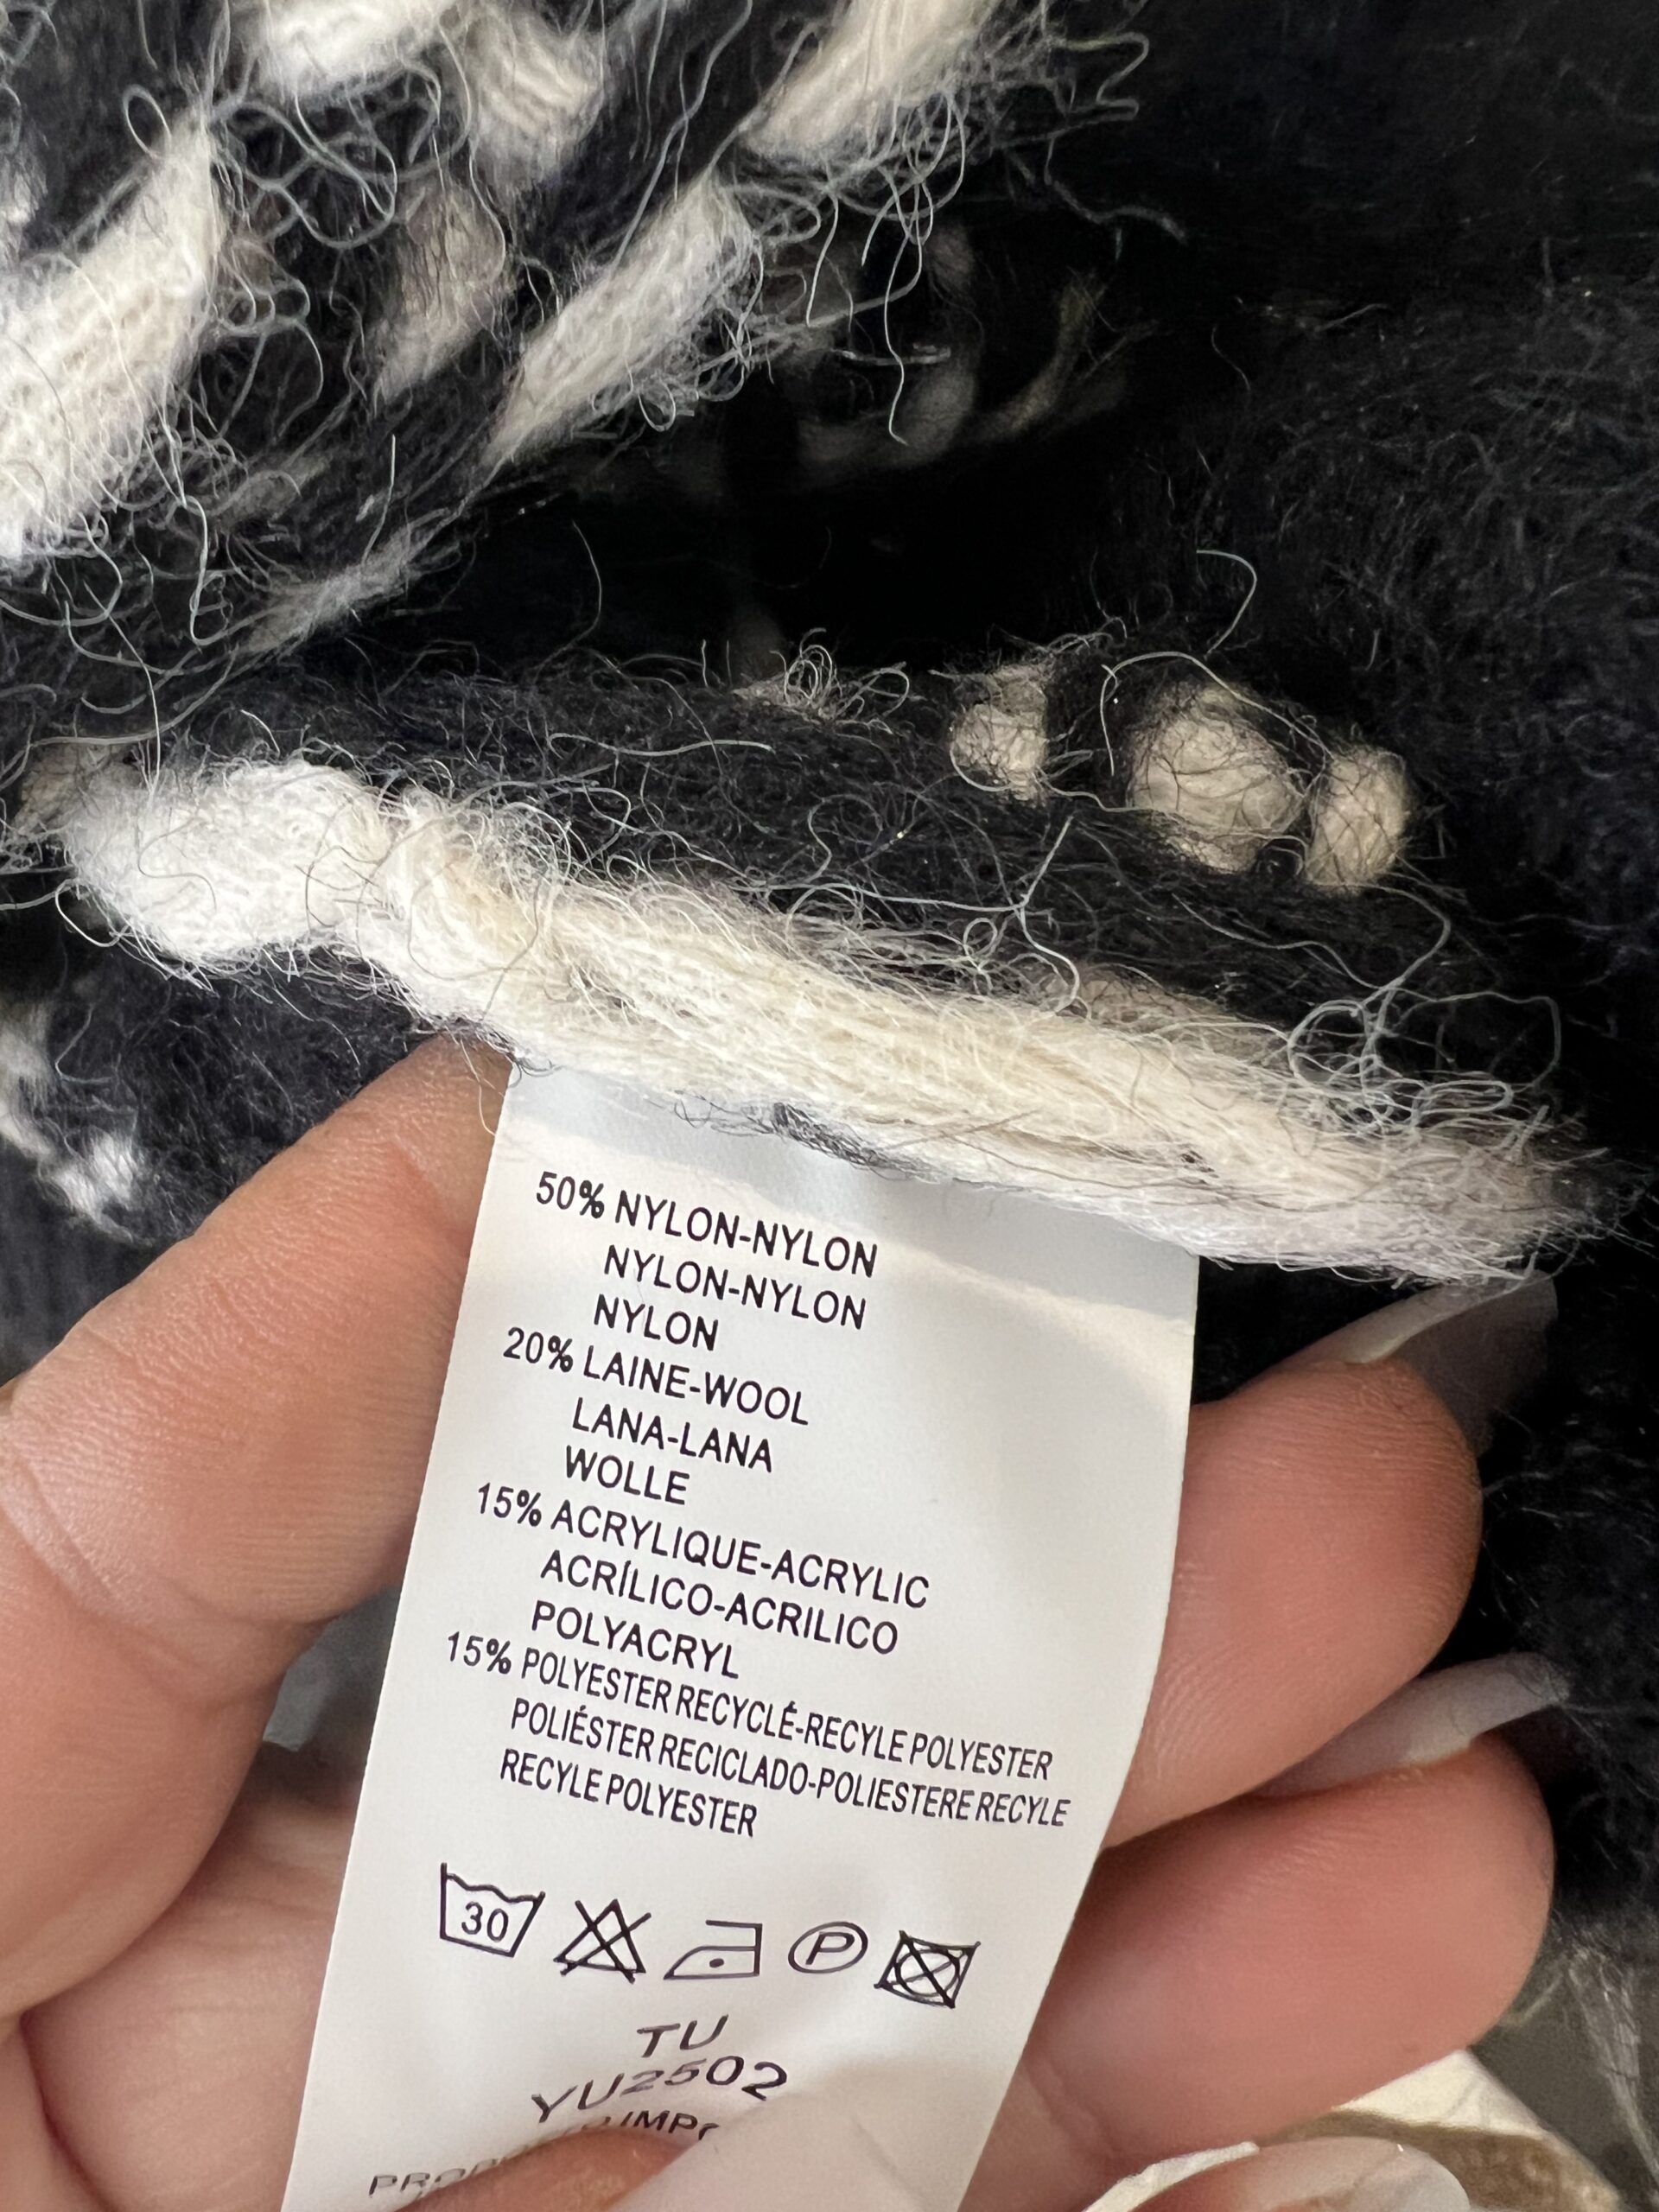 50% NYLON-NYLON
NYLON-NYLON
NYLON
20% LAINE-WOOL
LANA-LANA
WOLLE
15% ACRYLIQUE-ACRYLIC
ACRÍLICO-ACRILICO
POLYACRYL
15% POLYESTER RECYCLÉ-RECYLE POLYESTER
POLIÉSTER RECICLADO-POLIESTERE RECYLE
RECYLE POLYESTER
30 P
TU
YU2502